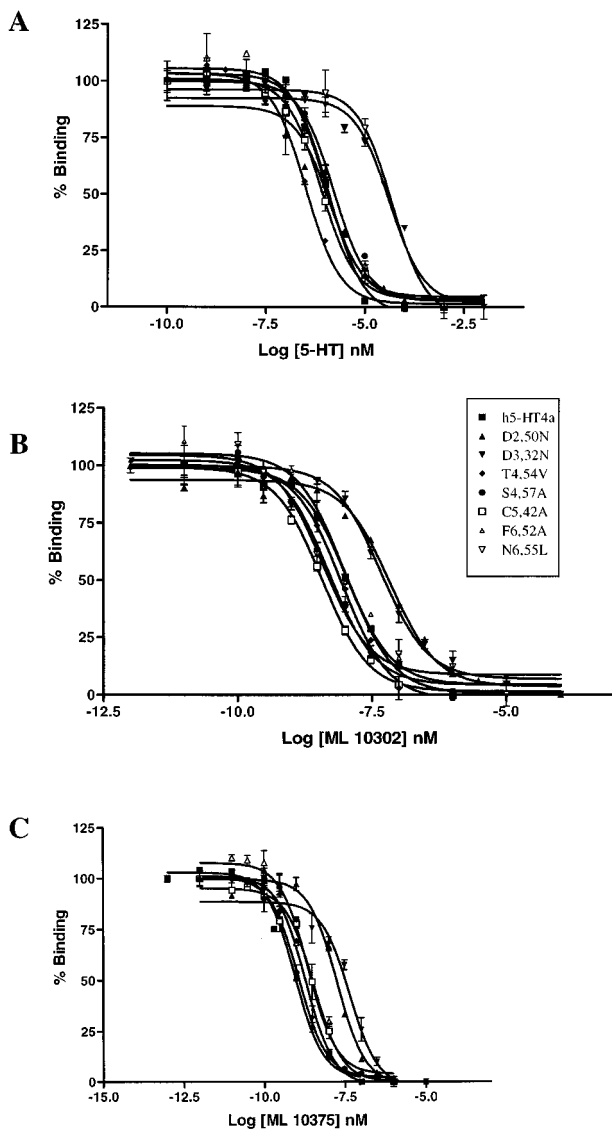 A
125
100
75
50
25
0
% Binding
-10.0 -7.5 -5.0 -2.5
Log [5-HT] nM
B
125
100
75
50
25
0
% Binding
-12.5 -10.0 -7.5 -5.0
Log [ML 10302] nM
h5-HT4a
D2,50N
D3,32N
T4,54V
S4,57A
C5,42A
F6,52A
N6,55L
C
125
100
75
50
25
0
% Binding
-15.0 -12.5 -10.0 -7.5 -5.0
Log [ML 10375] nM